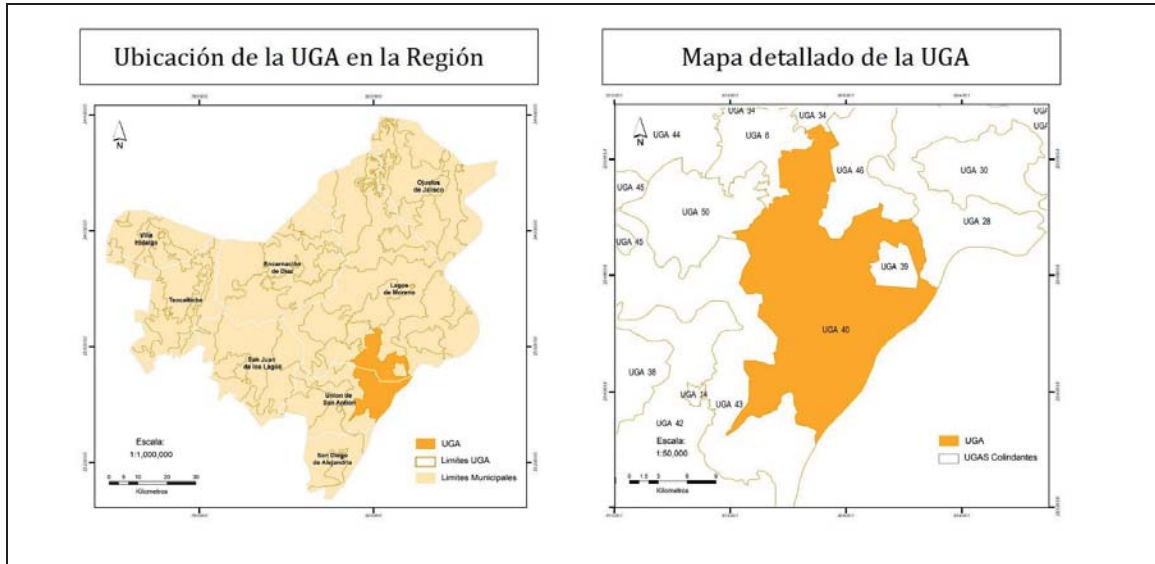 Ubicación de la UGA en la Región
N
Ojuelos
de Jalisco
Villa
Hidalgo
Encarnación
de Díaz
Teocaltiche
Lagos
de Moreno
San Juan
de los Lagos
Unión de
San Antonio
San Diego
de Alejandría
Escala:
1:1,000,000
Kilometros
UGA
Limites UGA
Limites Municipales
Mapa detallado de la UGA
N
UGA 44
UGA 8
UGA 34
UGA 46
UGA 30
UGA 45
UGA 50
UGA 28
UGA 45
UGA 39
UGA 40
UGA 38
UGA 14
UGA 43
UGA 42
Escala:
1:50,000
Kilometros
UGA
UGAS Colindantes